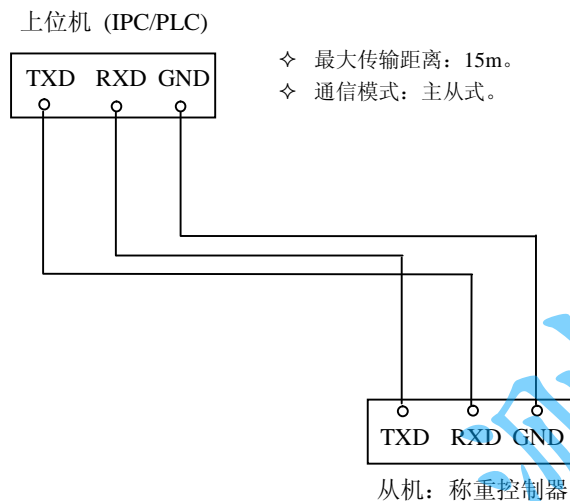 上位机 (IPC/PLC)
TXD RXD GND
✧ 最大传输距离：15m。
✧ 通信模式：主从式。
TXD RXD GND
从机：称重控制器